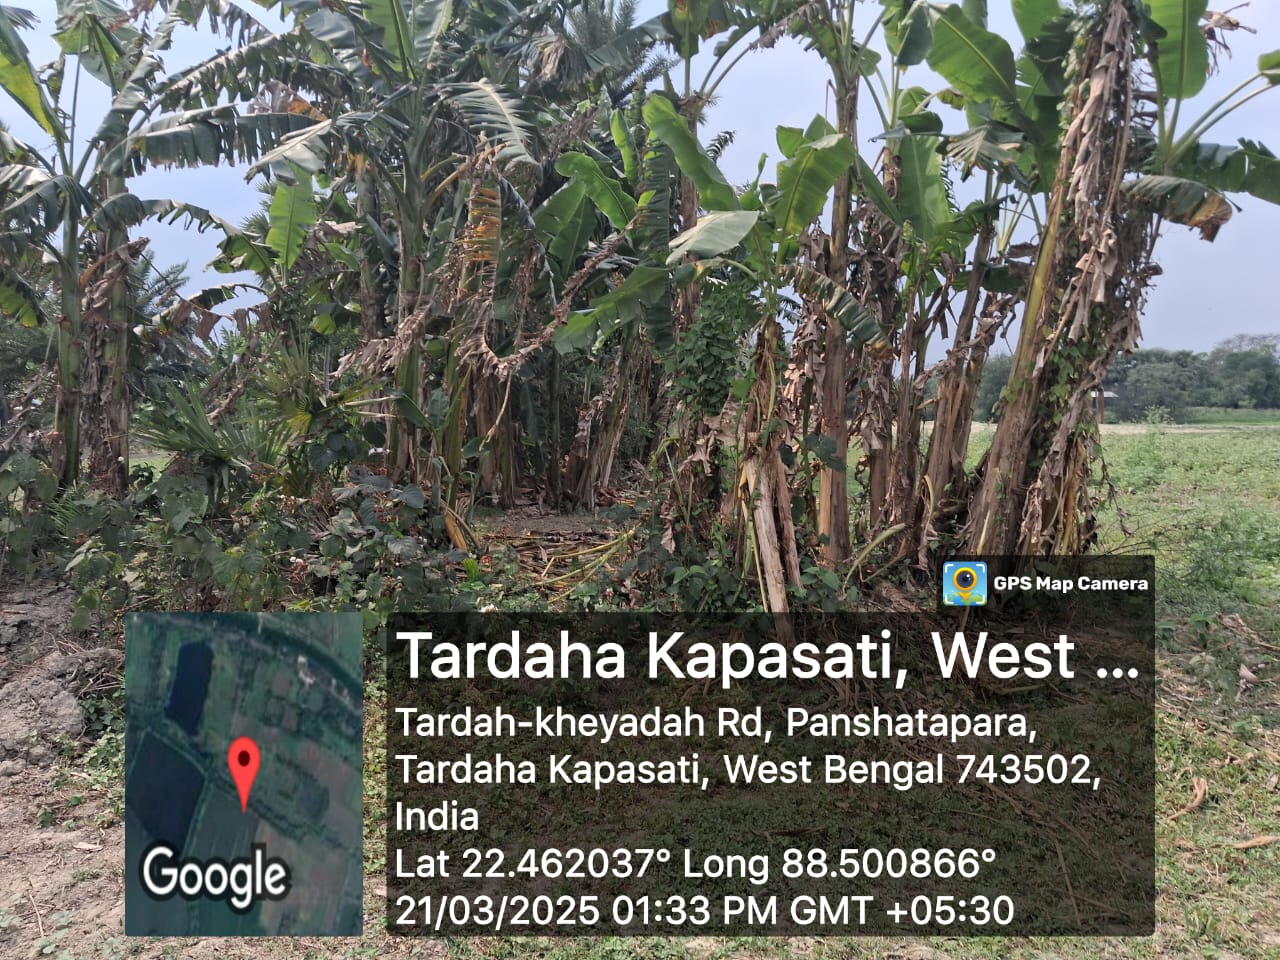 GPS Map Camera
Tardaha Kapasati, West ...
Tardah-kheyadah Rd, Panshatapara,
Tardaha Kapasati, West Bengal 743502,
India
Lat 22.462037° Long 88.500866°
21/03/2025 01:33 PM GMT +05:30
Google